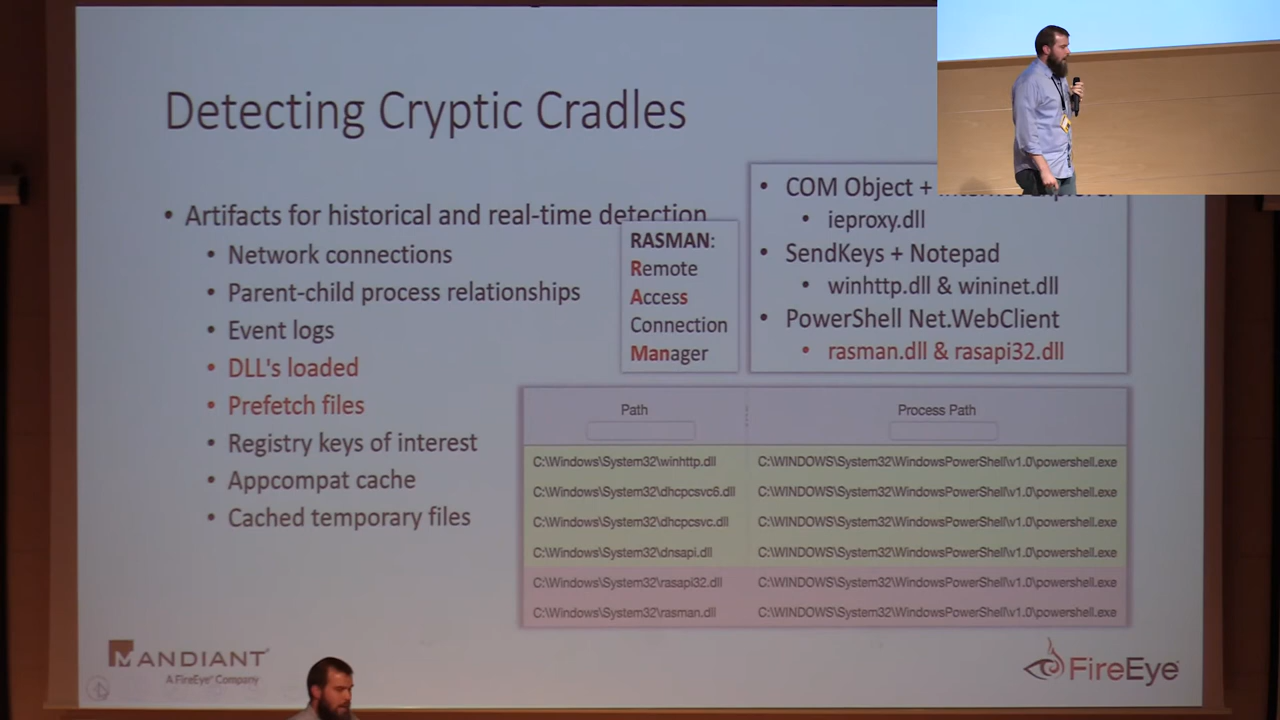 Detecting Cryptic Cradles
• Artifacts for historical and real-time detection
• Network connections
• Parent-child process relationships
• Event logs
• DLL's loaded
• Prefetch files
• Registry keys of interest
• Appcompat cache
• Cached temporary files
RASMAN:
Remote
Access
Connection
Manager
• COM Object +
• ieproxy.dll
• SendKeys + Notepad
• winhttp.dll & wininet.dll
• PowerShell Net.WebClient
• rasman.dll & rasapi32.dll
Path Process Path
C:\Windows\System32\winhttp.dll C:\WINDOWS\System32\WindowsPowerShell\v1.0\powershell.exe
C:\Windows\System32\dhcpcsvc6.dll C:\WINDOWS\System32\WindowsPowerShell\v1.0\powershell.exe
C:\Windows\System32\dhcpcsvc.dll C:\WINDOWS\System32\WindowsPowerShell\v1.0\powershell.exe
C:\Windows\System32\dnsapi.dll C:\WINDOWS\System32\WindowsPowerShell\v1.0\powershell.exe
C:\Windows\System32\rasapi32.dll C:\WINDOWS\System32\WindowsPowerShell\v1.0\powershell.exe
C:\Windows\System32\rasman.dll C:\WINDOWS\System32\WindowsPowerShell\v1.0\powershell.exe
MANDIANT
A FireEye® Company
FireEye